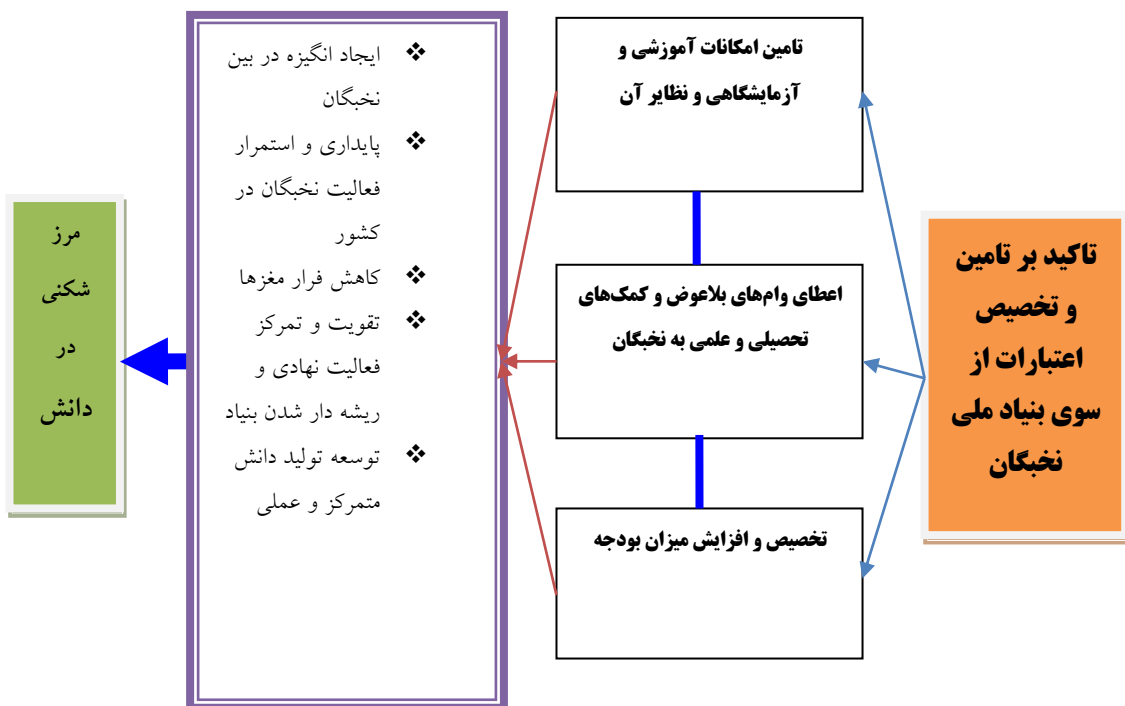 تاکید بر تامین
و تخصیص
اعتبارات از
سوی بنیاد ملی
نخبگان
تامین امکانات آموزشی و
آزمایشگاهی و نظایر آن
اعطای وام‌های بلاعوض و کمک‌های
تحصیلی و علمی به نخبگان
تخصیص و افزایش میزان بودجه
❖ ایجاد انگیزه در بین
نخبگان
❖ پایداری و استمرار
فعالیت نخبگان در
کشور
❖ کاهش فرار مغزها
❖ تقویت و تمرکز
فعالیت نهادی و
ریشه دار شدن بنیاد
❖ توسعه تولید دانش
متمرکز و عملی
مرز
شکنی
در
دانش